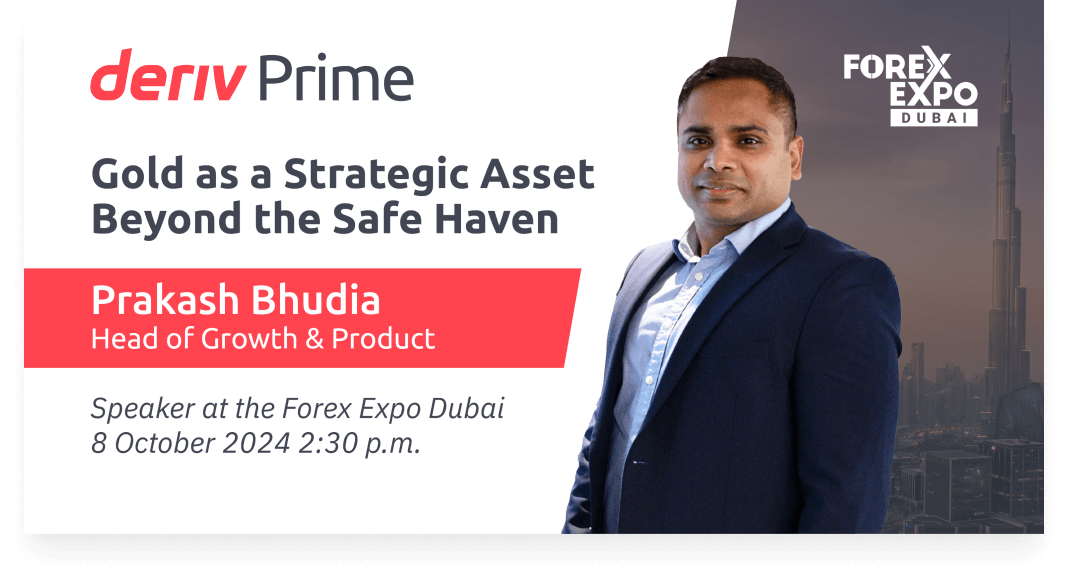 deriv Prime
FOREX
EXPO
DUBAI
Gold as a Strategic Asset
Beyond the Safe Haven
Prakash Bhudia
Head of Growth & Product
Speaker at the Forex Expo Dubai
8 October 2024 2:30 p.m.